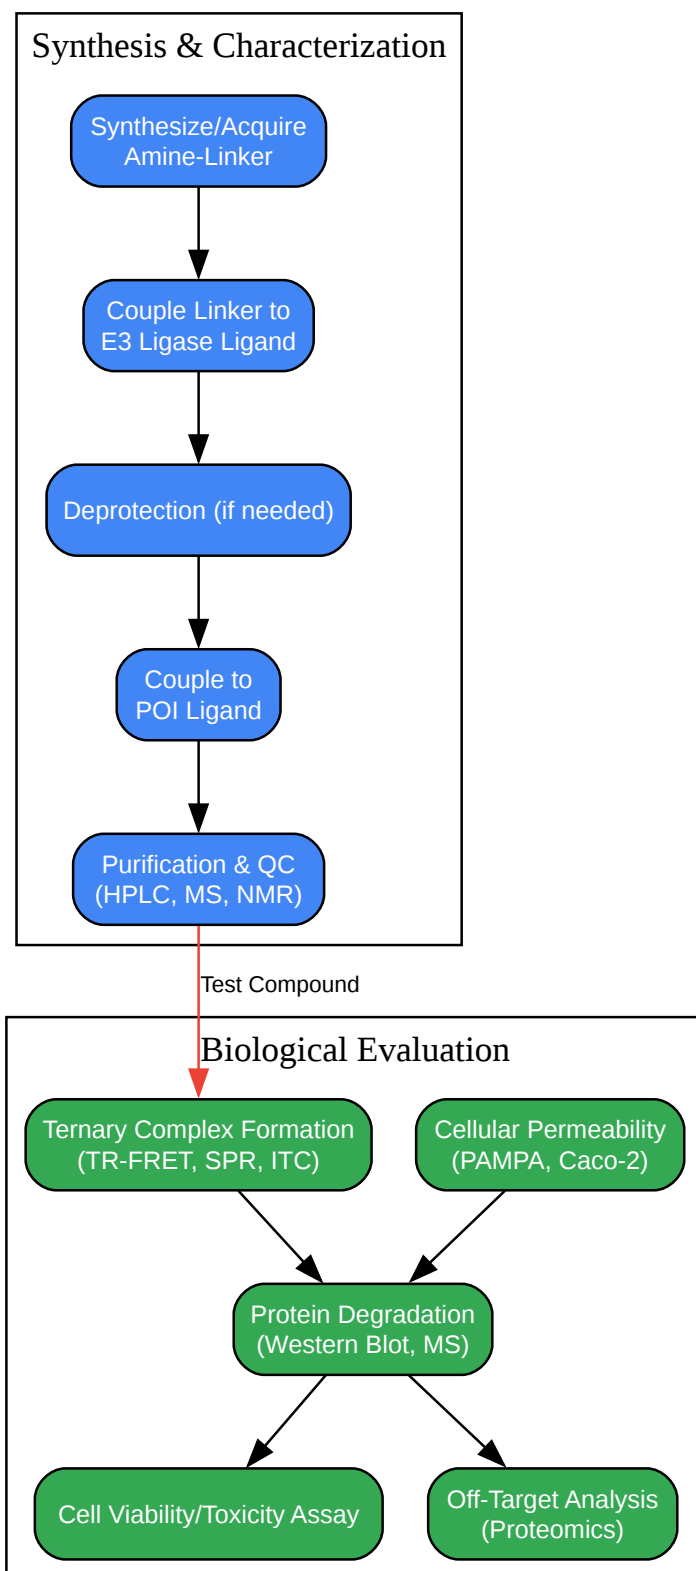 Synthesis & Characterization
Synthesize/Acquire
Amine-Linker
Couple Linker to
E3 Ligase Ligand
Deprotection (if needed)
Couple to
POI Ligand
Purification & QC
(HPLC, MS, NMR)
Test Compound
Biological Evaluation
Ternary Complex Formation
(TR-FRET, SPR, ITC)
Cellular Permeability
(PAMPA, Caco-2)
Protein Degradation
(Western Blot, MS)
Cell Viability/Toxicity Assay
Off-Target Analysis
(Proteomics)